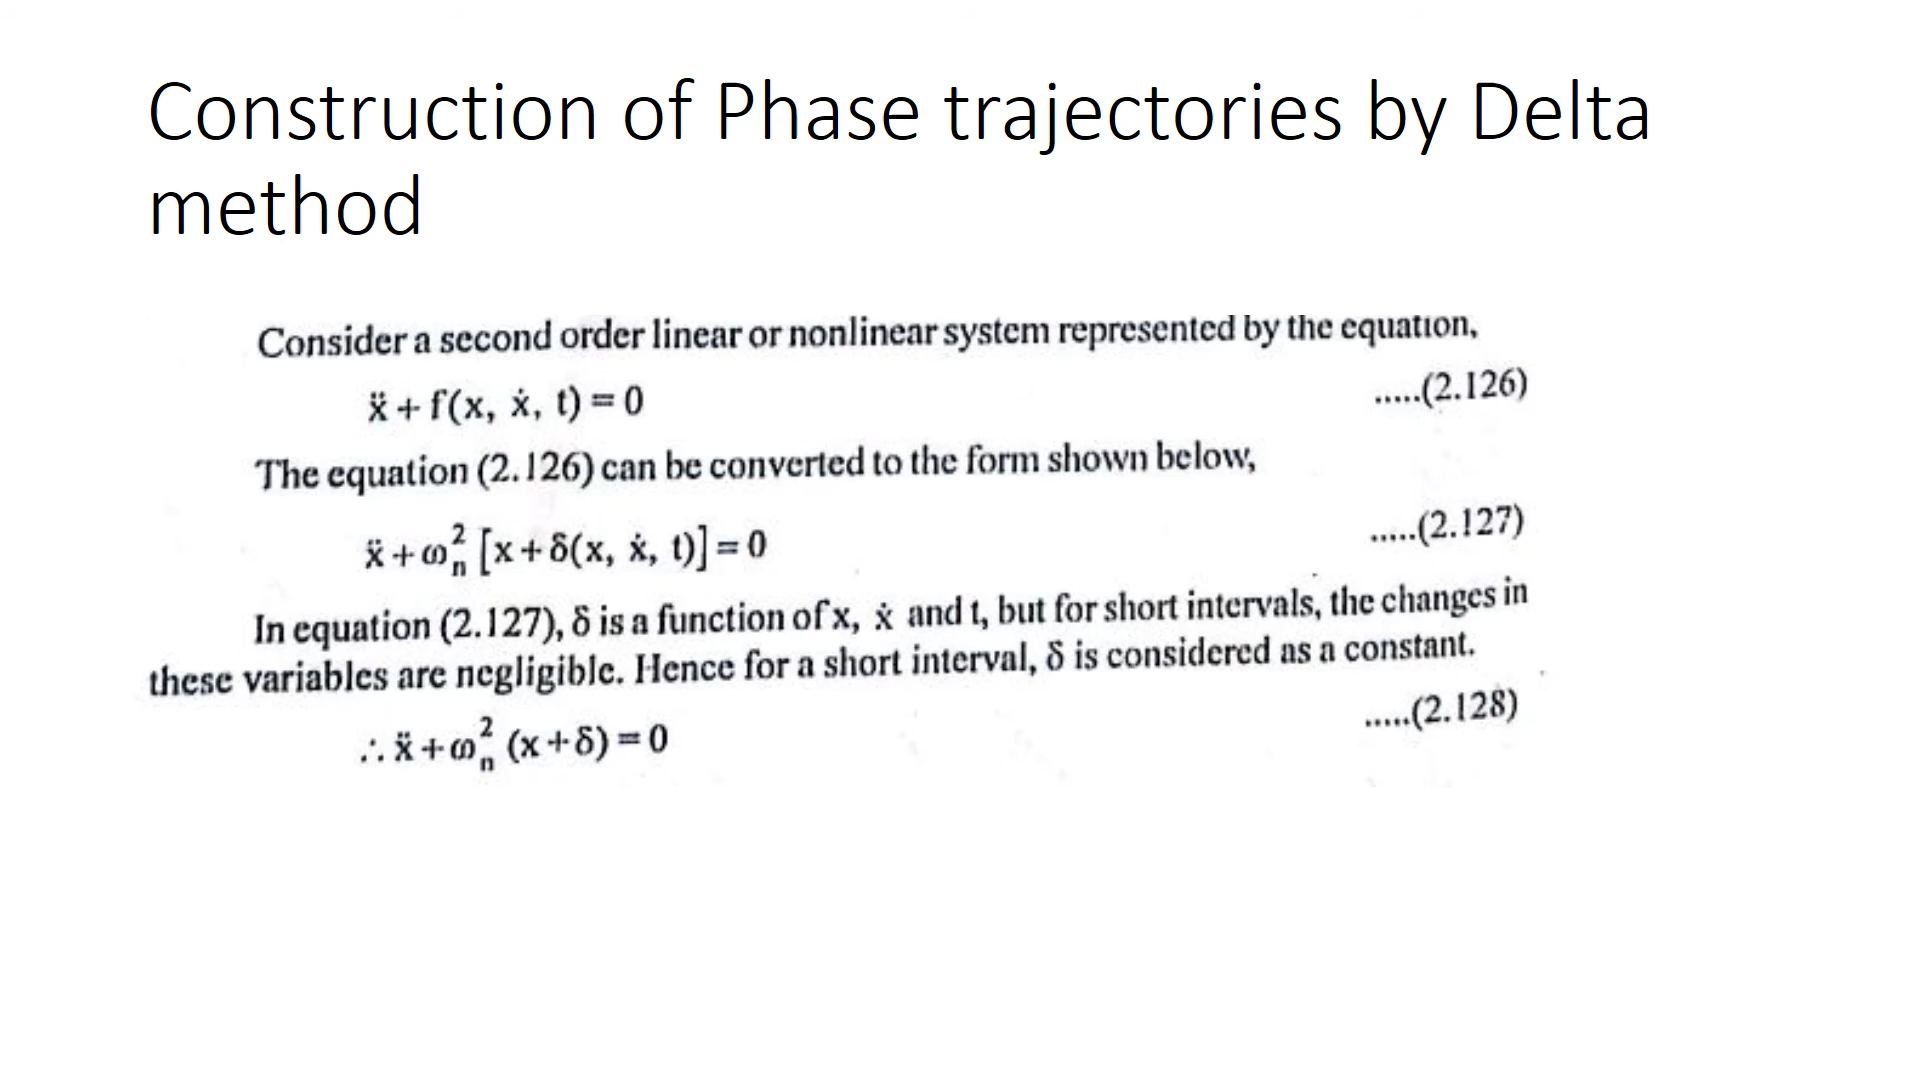 Construction of Phase trajectories by Delta
method
Consider a second order linear or nonlinear system represented by the equation,
ẍ + f(x, ẋ, t) = 0 .....(2.126)
The equation (2.126) can be converted to the form shown below,
ẍ + ω²ₙ [x + δ(x, ẋ, t)] = 0 .....(2.127)
In equation (2.127), δ is a function of x, ẋ and t, but for short intervals, the changes in
these variables are negligible. Hence for a short interval, δ is considered as a constant.
∴ ẍ + ω²ₙ (x + δ) = 0 .....(2.128)